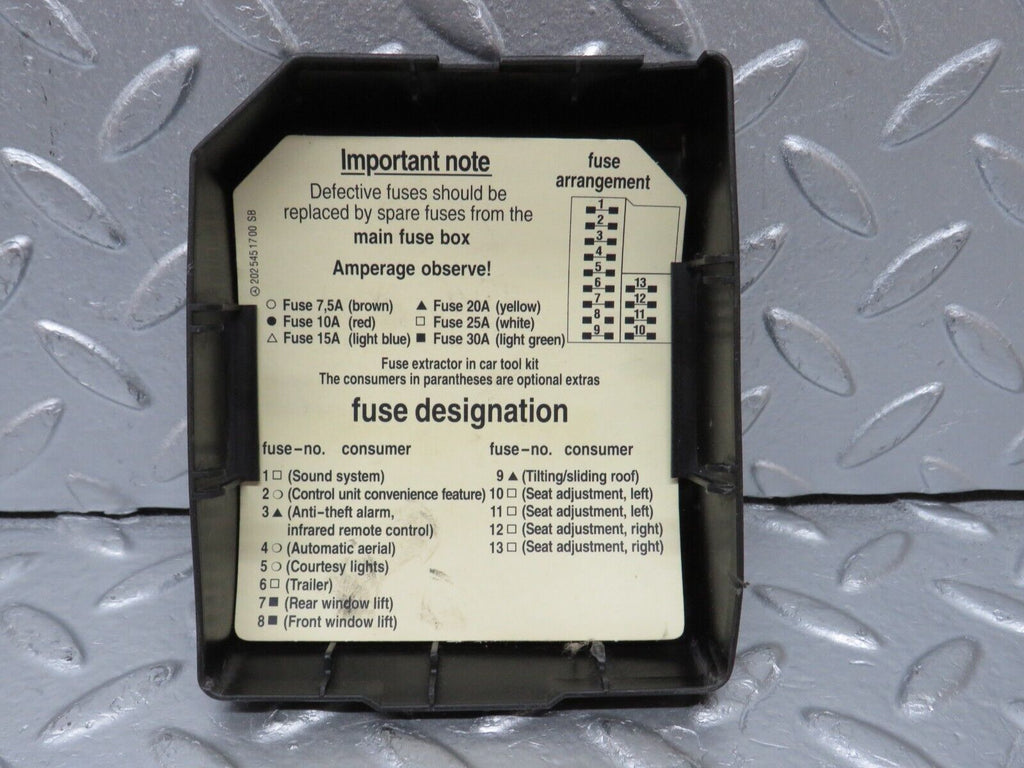 Important note
Defective fuses should be
replaced by spare fuses from the
main fuse box
Amperage observe!
○ Fuse 7,5A (brown)
● Fuse 10A (red)
△ Fuse 15A (light blue)
▲ Fuse 20A (yellow)
□ Fuse 25A (white)
■ Fuse 30A (light green)
fuse
arrangement
1
2
3
4
5
6
7
8
9
13
12
11
10
202 545 17 00 SB
Fuse extractor in car tool kit
The consumers in parantheses are optional extras
fuse designation
fuse-no. consumer
1 □ (Sound system)
2 ○ (Control unit convenience feature)
3 ▲ (Anti-theft alarm,
infrared remote control)
4 ○ (Automatic aerial)
5 ○ (Courtesy lights)
6 □ (Trailer)
7 ■ (Rear window lift)
8 ■ (Front window lift)
fuse-no. consumer
9 ▲ (Tilting/sliding roof)
10 □ (Seat adjustment, left)
11 □ (Seat adjustment, left)
12 □ (Seat adjustment, right)
13 □ (Seat adjustment, right)